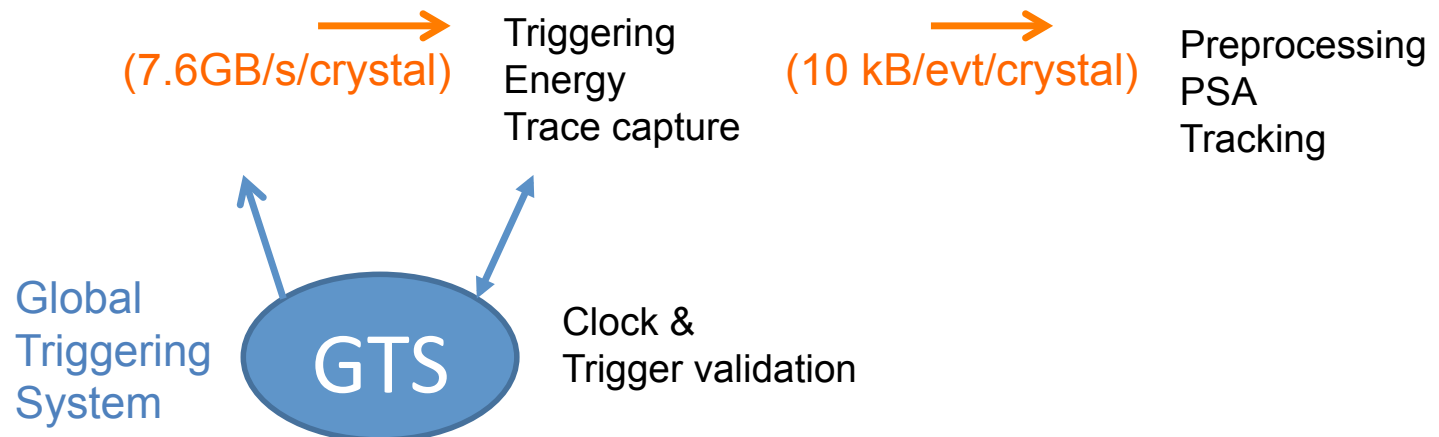 (7.6GB/s/crystal)
Triggering
Energy
Trace capture
(10 kB/evt/crystal)
Preprocessing
PSA
Tracking
Global
Triggering
System
GTS
Clock &
Trigger validation